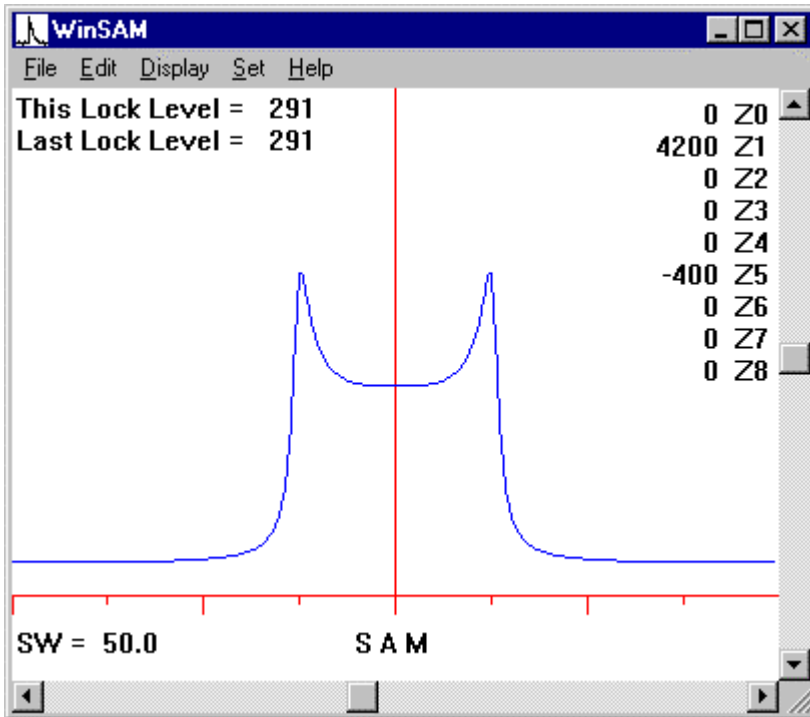 WinSAM
File Edit Display Set Help
This Lock Level = 291
Last Lock Level = 291
0 Z0
4200 Z1
0 Z2
0 Z3
0 Z4
-400 Z5
0 Z6
0 Z7
0 Z8
SW = 50.0
S A M